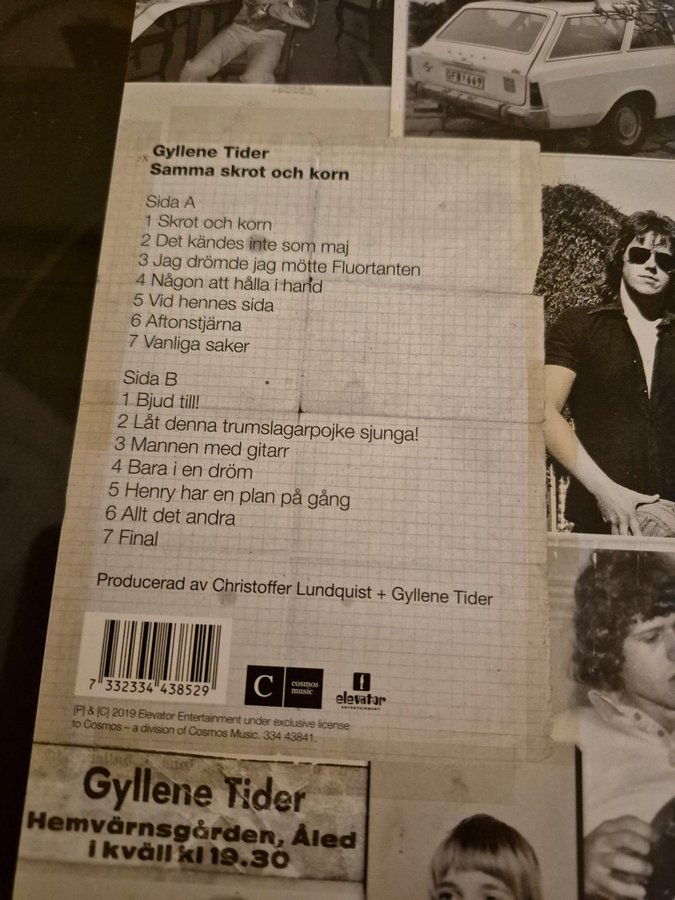 GFB 669
Gyllene Tider
Samma skrot och korn
Sida A
1 Skrot och korn
2 Det kändes inte som maj
3 Jag drömde jag mötte Fluortanten
4 Någon att hålla i hand
5 Vid hennes sida
6 Aftonstjärna
7 Vanliga saker
Sida B
1 Bjud till!
2 Låt denna trumslagarpojke sjunga!
3 Mannen med gitarr
4 Bara i en dröm
5 Henry har en plan på gång
6 Allt det andra
7 Final
Producerad av Christoffer Lundquist + Gyllene Tider
7 332334 438529
C cosmos music
elevator
ENTERTAINMENT
[P] & [C] 2019 Elevator Entertainment under exclusive license
to Cosmos – a division of Cosmos Music. 334 43841.
Gyllene Tider
Hemvärnsgården, Åled
i kväll kl 19.30